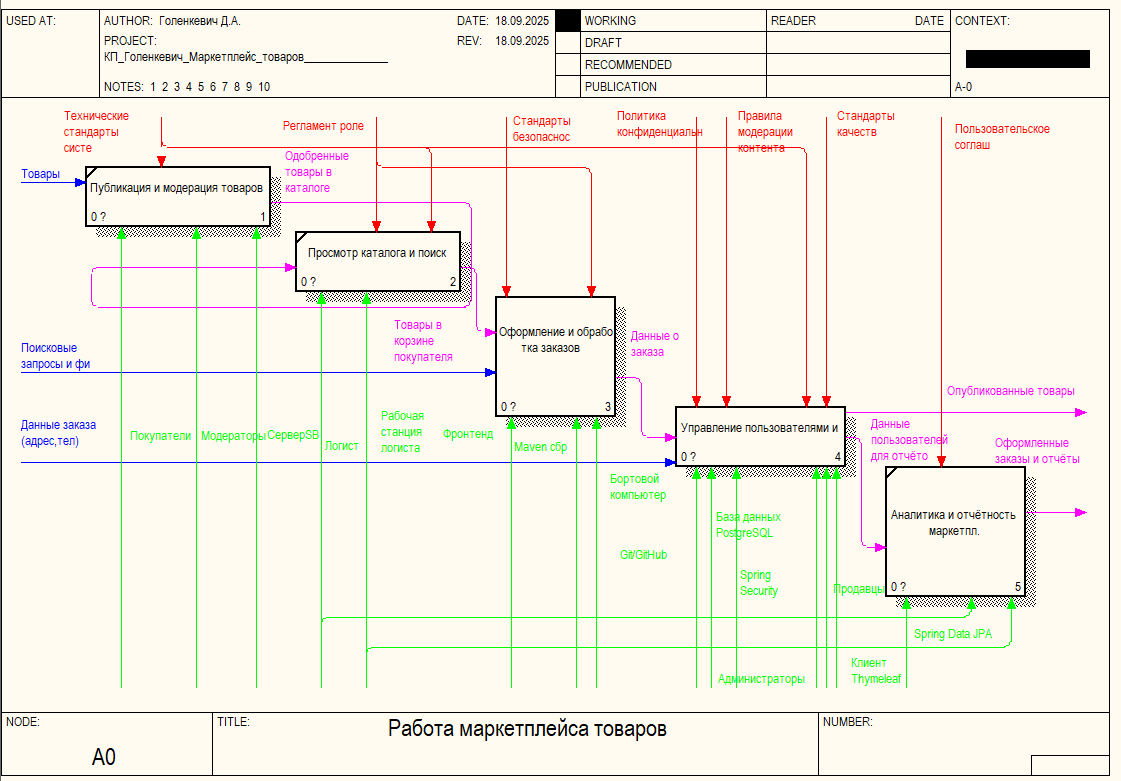 USED AT:
AUTHOR: Голенкевич Д.А.
DATE: 18.09.2025
PROJECT:
КП_Голенкевич_Маркетплейс_товаров
REV: 18.09.2025
NOTES: 1 2 3 4 5 6 7 8 9 10
WORKING
DRAFT
RECOMMENDED
PUBLICATION
READER
DATE
CONTEXT:
A-0
Технические
стандарты
систе
Регламент роле
Стандарты
безопаснос
Политика
конфиденциальн
Правила
модерации
контента
Стандарты
качеств
Пользовательское
соглаш
Товары
Публикация и модерация товаров
0 ?
1
Одобренные
товары в
каталоге
Просмотр каталога и поиск
0 ?
2
Товары в
корзине
покупателя
Поисковые
запросы и фи
Оформление и обрабо
тка заказов
0 ?
3
Данные о
заказа
Данные заказа
(адрес,тел)
Управление пользователями и
0 ?
4
Опубликованные товары
Данные
пользователей
для отчёто
Оформленные
заказы и отчёты
Аналитика и отчётность
маркетпл.
0 ?
5
Покупатели
Модераторы
СерверSB
Логист
Рабочая
станция
логиста
Фронтенд
Maven сбр
Бортовой
компьютер
Git/GitHub
База данных
PostgreSQL
Spring
Security
Продавцы
Администраторы
Клиент
Thymeleaf
Spring Data JPA
NODE:
A0
TITLE:
Работа маркетплейса товаров
NUMBER: